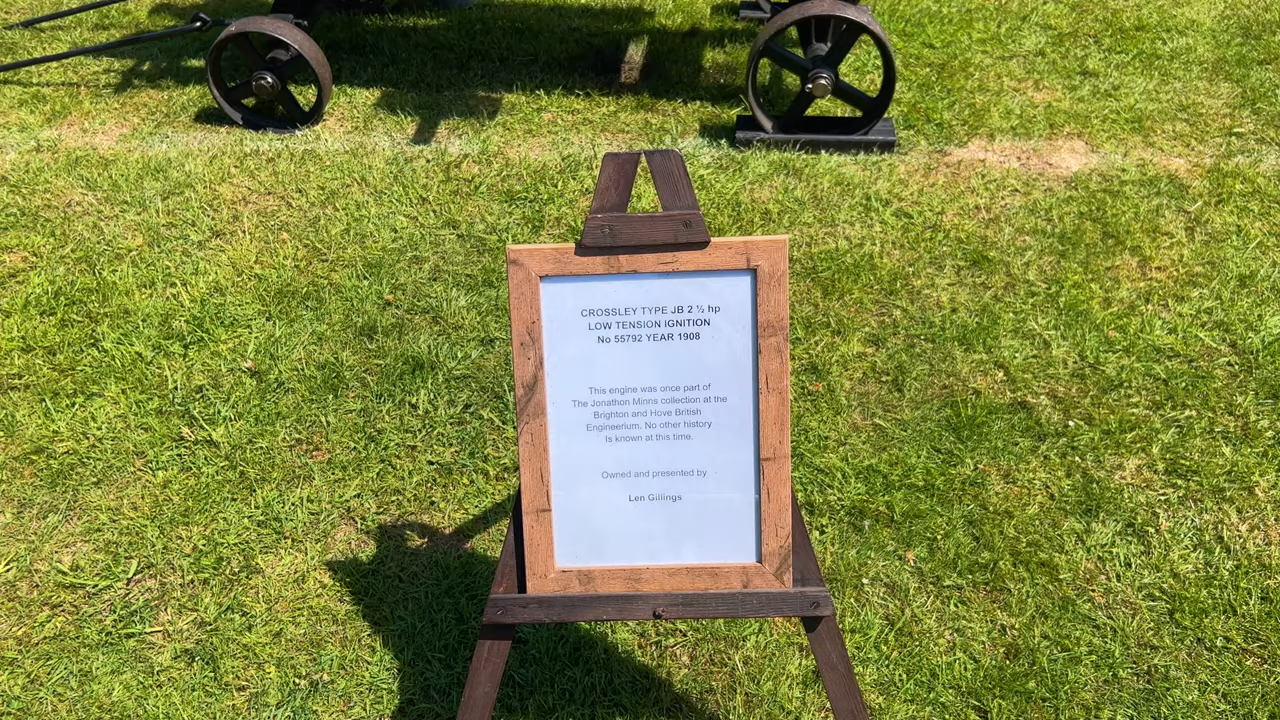 CROSSLEY TYPE JB 2 ½ hp
LOW TENSION IGNITION
No 55792 YEAR 1908
This engine was once part of
The Jonathon Minns collection at the
Brighton and Hove British
Engineerium. No other history
Is known at this time.
Owned and presented by
Len Gillings